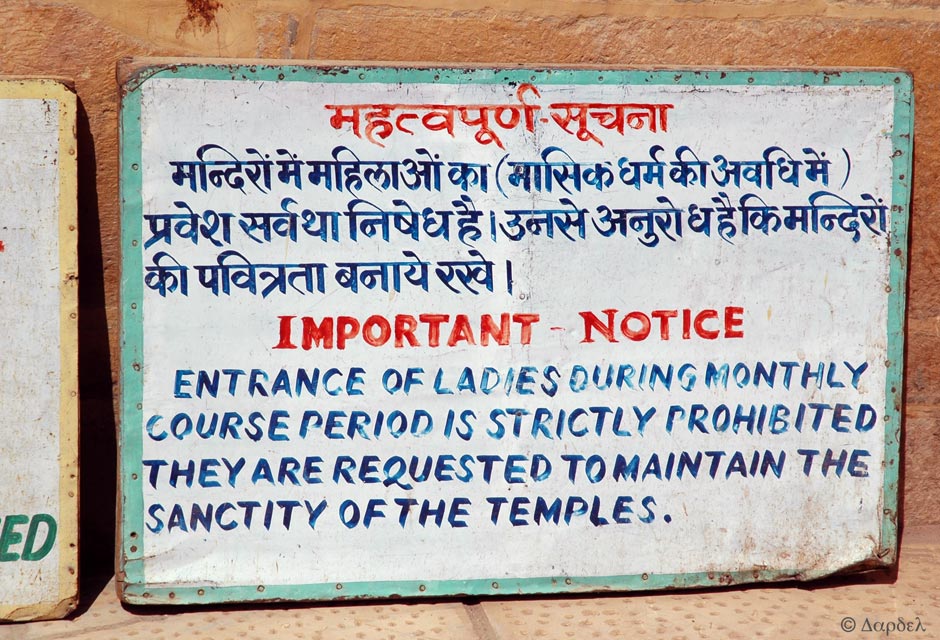 महत्वपूर्ण-सूचना
मन्दिरों में महिलाओं का (मासिक धर्म की अवधि में)
प्रवेश सर्वथा निषेध है। उनसे अनुरोध है कि मन्दिरों
की पवित्रता बनाये रखे।
IMPORTANT - NOTICE
ENTRANCE OF LADIES DURING MONTHLY
COURSE PERIOD IS STRICTLY PROHIBITED
THEY ARE REQUESTED TO MAINTAIN THE
SANCTITY OF THE TEMPLES.
ED
© Δαρδελ